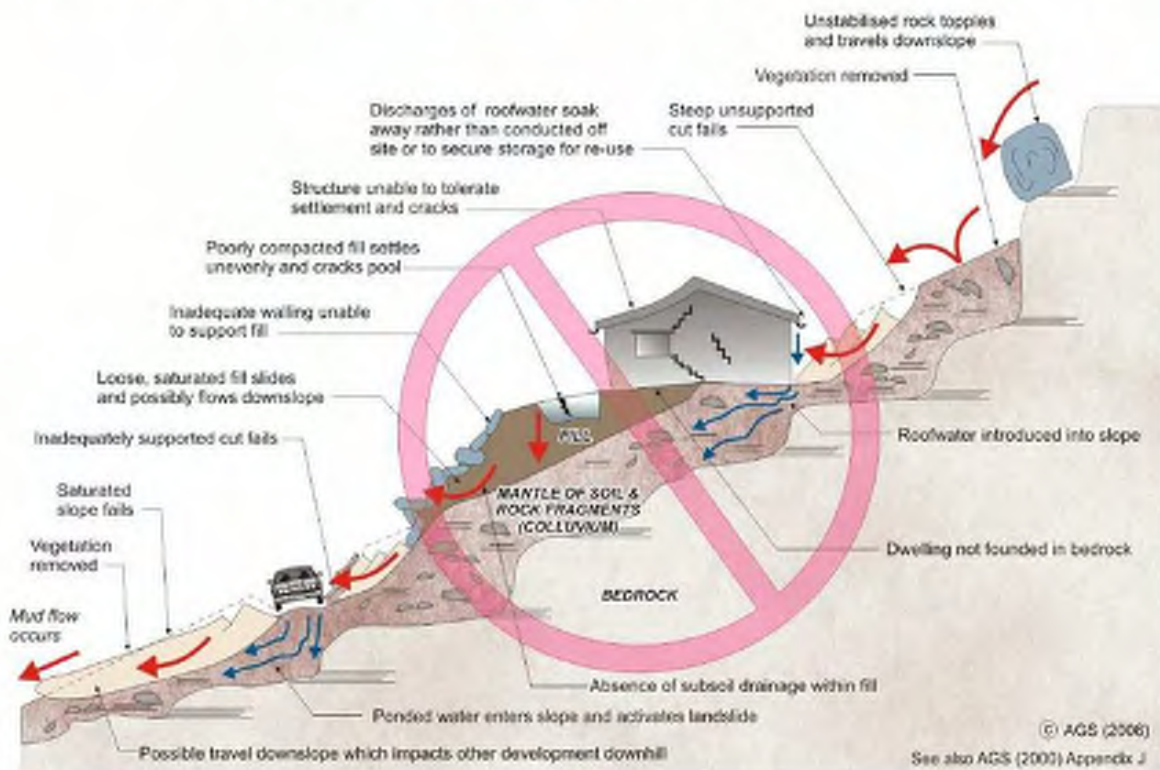 Unstabilised rock topples
and travels downslope
Vegetation removed
Discharges of roofwater soak
away rather than conducted off
site or to secure storage for re-use
Steep unsupported
cut fails
Structure unable to tolerate
settlement and cracks
Poorly compacted fill settles
unevenly and cracks pool
Inadequate walling unable
to support fill
Loose, saturated fill slides
and possibly flows downslope
Inadequately supported cut fails
Roofwater introduced into slope
FILL
Saturated
slope fails
MANTLE OF SOIL &
ROCK FRAGMENTS
(COLLUVIUM)
Vegetation
removed
Dwelling not founded in bedrock
BEDROCK
Mud flow
occurs
Absence of subsoil drainage within fill
Ponded water enters slope and activates landslide
Possible travel downslope which impacts other development downhill
© AGS (2006)
See also AGS (2000) Appendix J